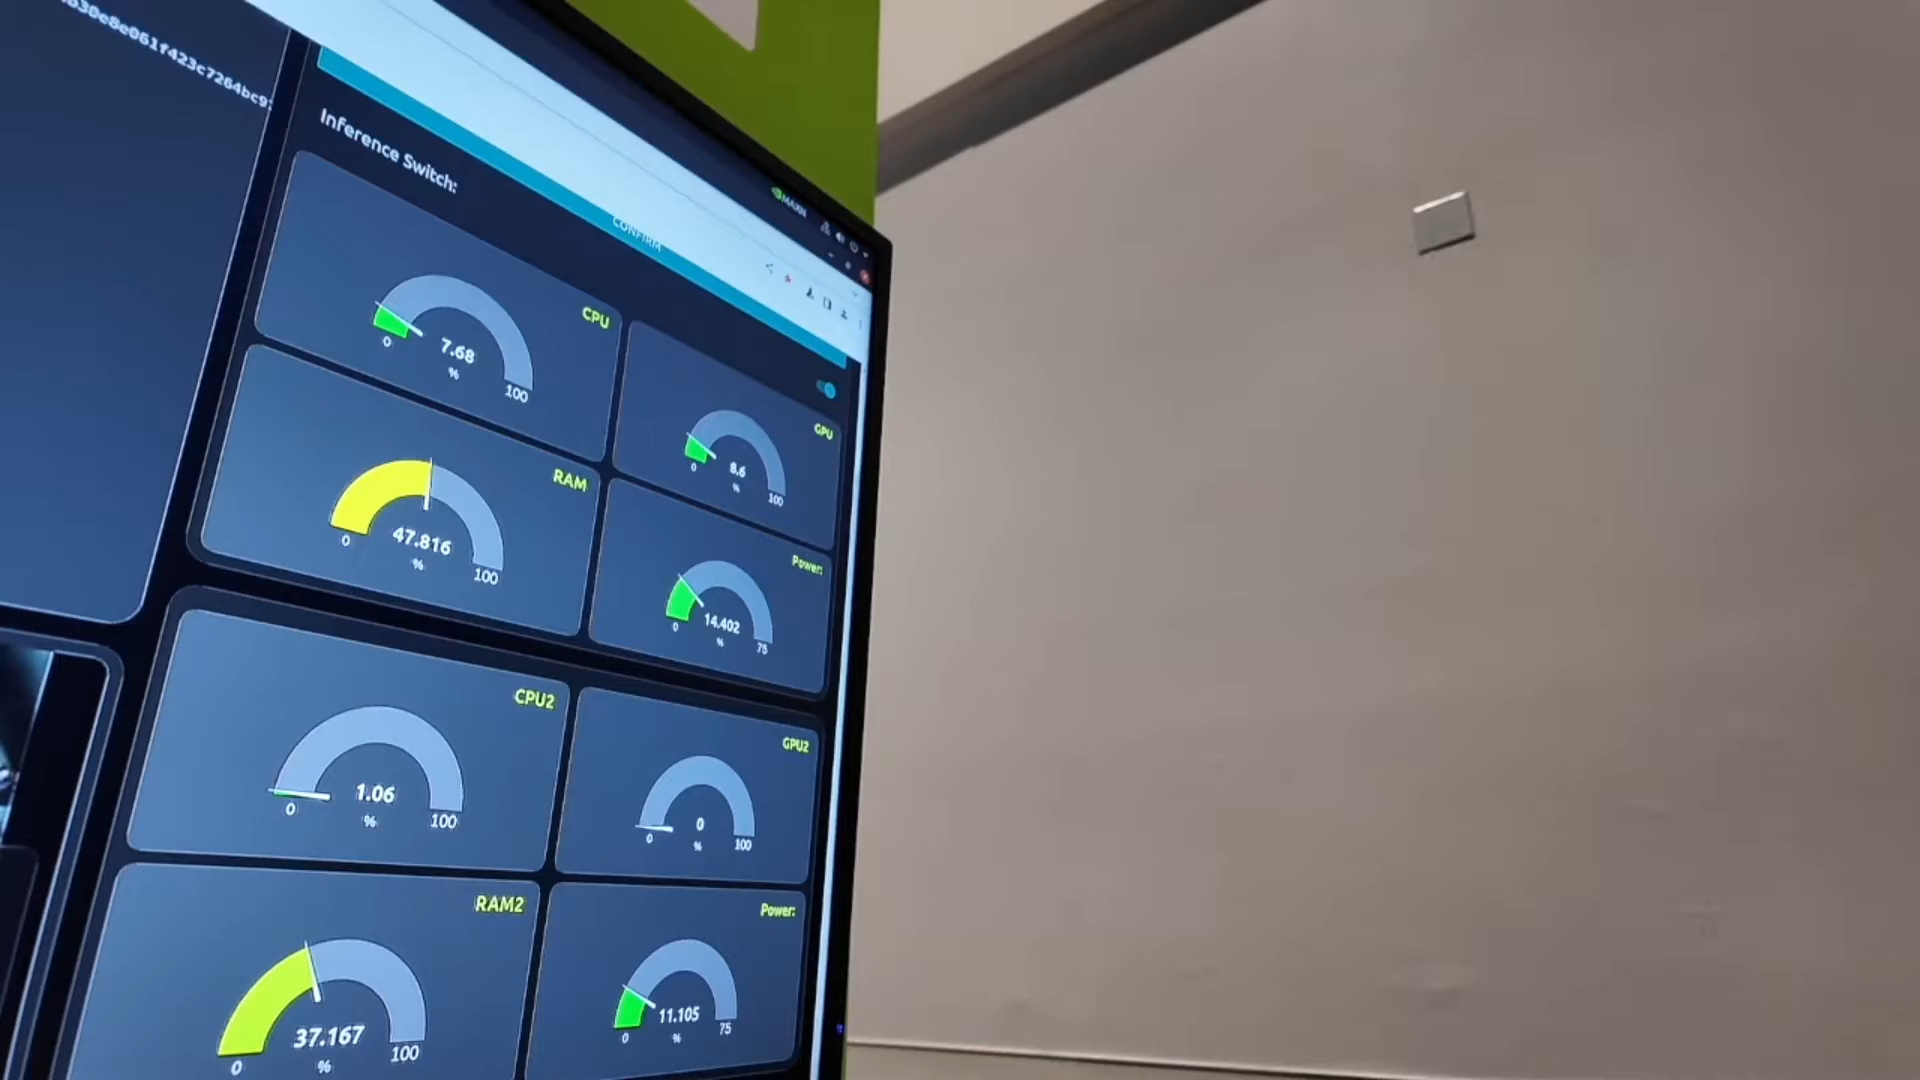 Inference Switch:
CONFIRM
MAXN
CPU
7.68
%
0
100
GPU
8.6
%
0
100
RAM
47.816
%
0
100
Power:
14.402
%
0
75
CPU2
1.06
%
0
100
GPU2
0
%
0
100
RAM2
37.167
%
0
100
Power:
11.105
%
0
75